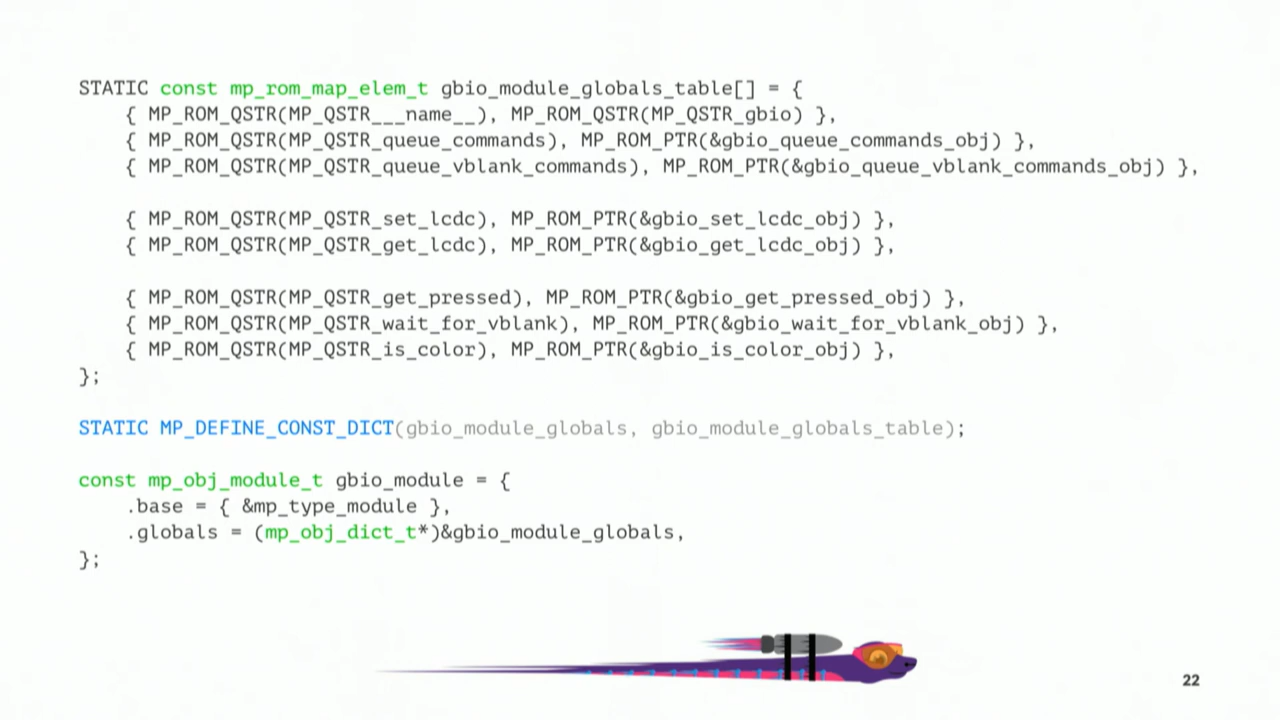 STATIC const mp_rom_map_elem_t gbio_module_globals_table[] = {
{ MP_ROM_QSTR(MP_QSTR___name__), MP_ROM_QSTR(MP_QSTR_gbio) },
{ MP_ROM_QSTR(MP_QSTR_queue_commands), MP_ROM_PTR(&gbio_queue_commands_obj) },
{ MP_ROM_QSTR(MP_QSTR_queue_vblank_commands), MP_ROM_PTR(&gbio_queue_vblank_commands_obj) },
{ MP_ROM_QSTR(MP_QSTR_set_lcdc), MP_ROM_PTR(&gbio_set_lcdc_obj) },
{ MP_ROM_QSTR(MP_QSTR_get_lcdc), MP_ROM_PTR(&gbio_get_lcdc_obj) },
{ MP_ROM_QSTR(MP_QSTR_get_pressed), MP_ROM_PTR(&gbio_get_pressed_obj) },
{ MP_ROM_QSTR(MP_QSTR_wait_for_vblank), MP_ROM_PTR(&gbio_wait_for_vblank_obj) },
{ MP_ROM_QSTR(MP_QSTR_is_color), MP_ROM_PTR(&gbio_is_color_obj) },
};
STATIC MP_DEFINE_CONST_DICT(gbio_module_globals, gbio_module_globals_table);
const mp_obj_module_t gbio_module = {
.base = { &mp_type_module },
.globals = (mp_obj_dict_t*)&gbio_module_globals,
};
22